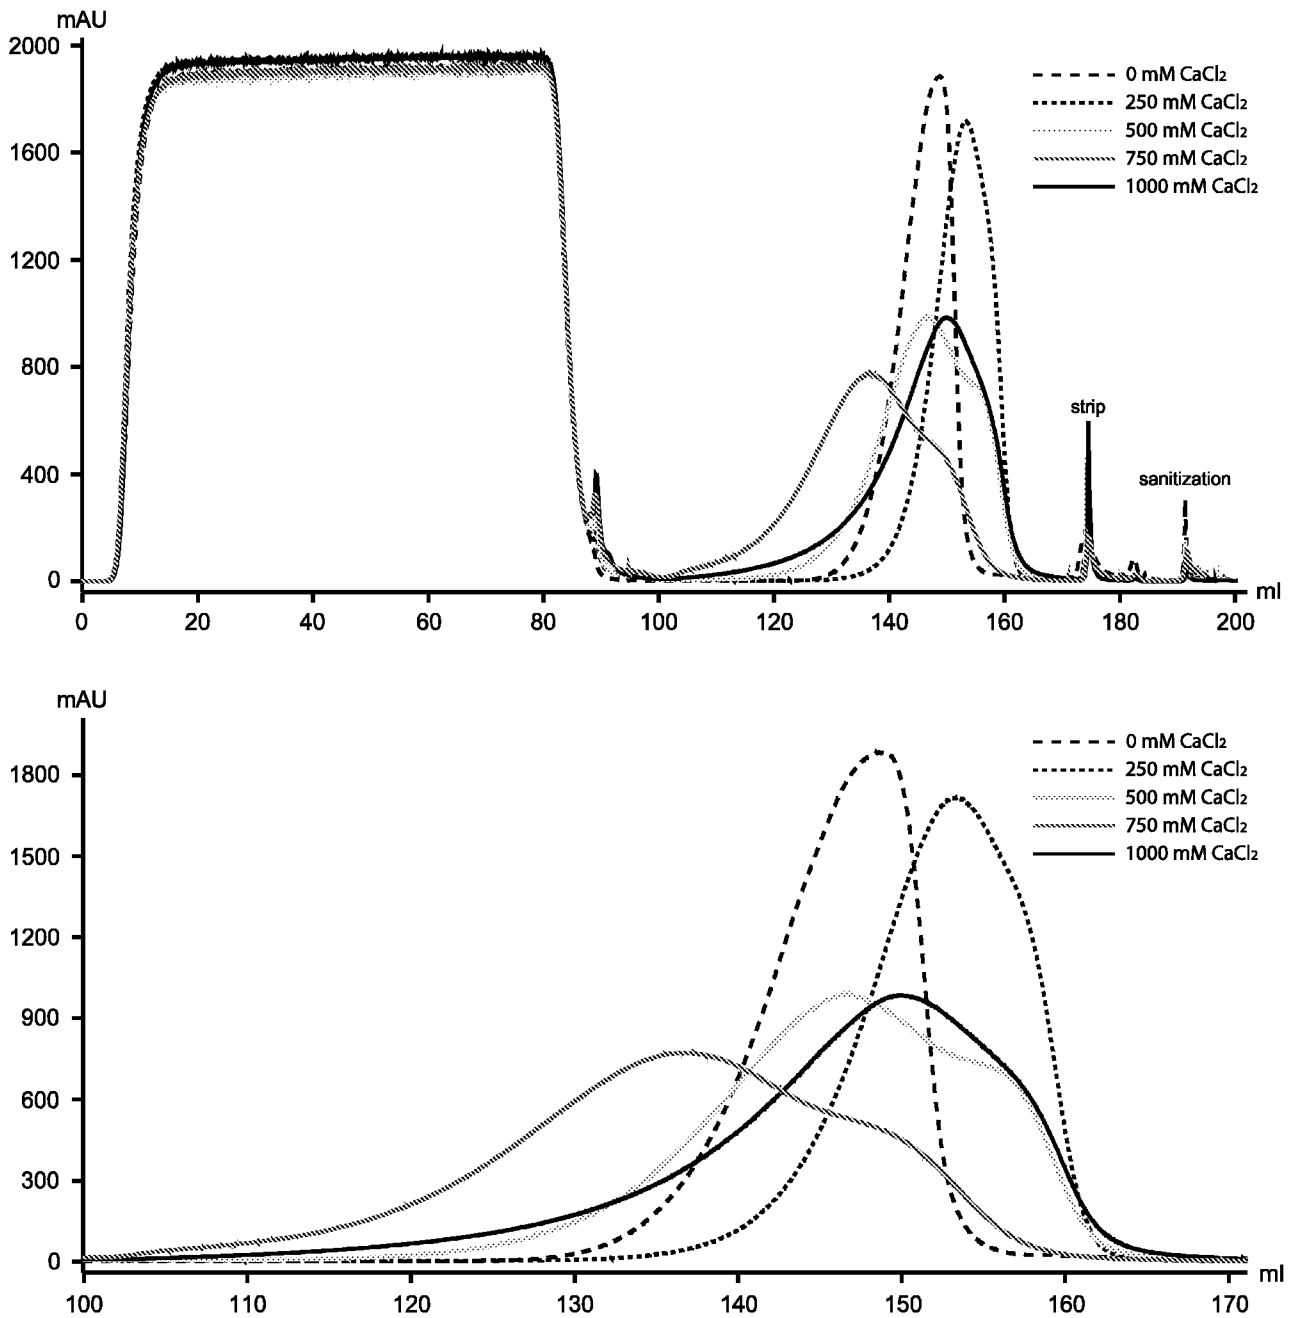 mAU
2000
1600
1200
800
400
0
0 20 40 60 80 100 120 140 160 180 200
ml
0 mM CaCl₂
250 mM CaCl₂
500 mM CaCl₂
750 mM CaCl₂
1000 mM CaCl₂
strip
sanitization
mAU
1800
1500
1200
900
600
300
0
100 110 120 130 140 150 160 170
ml
0 mM CaCl₂
250 mM CaCl₂
500 mM CaCl₂
750 mM CaCl₂
1000 mM CaCl₂